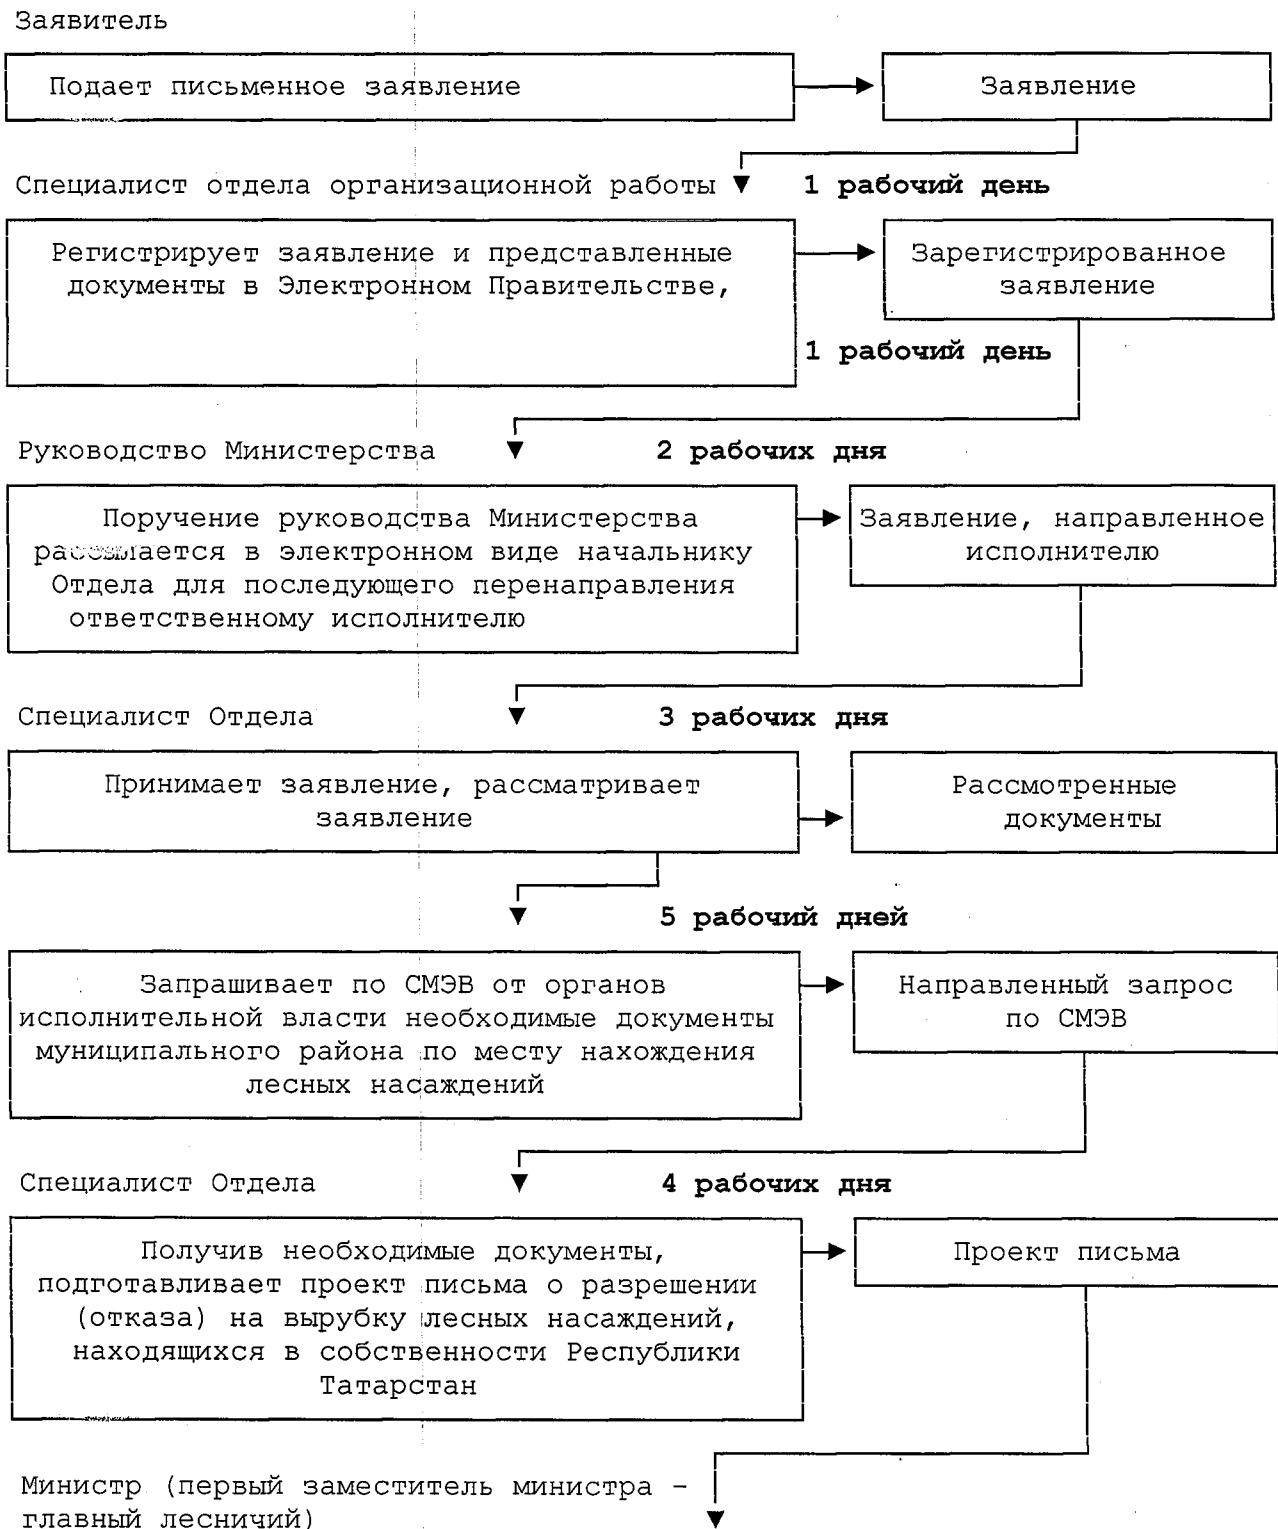 Заявитель
Подает письменное заявление
Заявление
Специалист отдела организационной работы
1 рабочий день
Регистрирует заявление и представленные
документы в Электронном Правительстве,
Зарегистрированное
заявление
1 рабочий день
Руководство Министерства
2 рабочих дня
Поручение руководства Министерства
рассылается в электронном виде начальнику
Отдела для последующего перенаправления
ответственному исполнителю
Заявление, направленное
исполнителю
Специалист Отдела
3 рабочих дня
Принимает заявление, рассматривает
заявление
Рассмотренные
документы
5 рабочий дней
Запрашивает по СМЭВ от органов
исполнительной власти необходимые документы
муниципального района по месту нахождения
лесных насаждений
Направленный запрос
по СМЭВ
Специалист Отдела
4 рабочих дня
Получив необходимые документы,
подготавливает проект письма о разрешении
(отказа) на вырубку лесных насаждений,
находящихся в собственности Республики
Татарстан
Проект письма
Министр (первый заместитель министра -
главный лесничий)